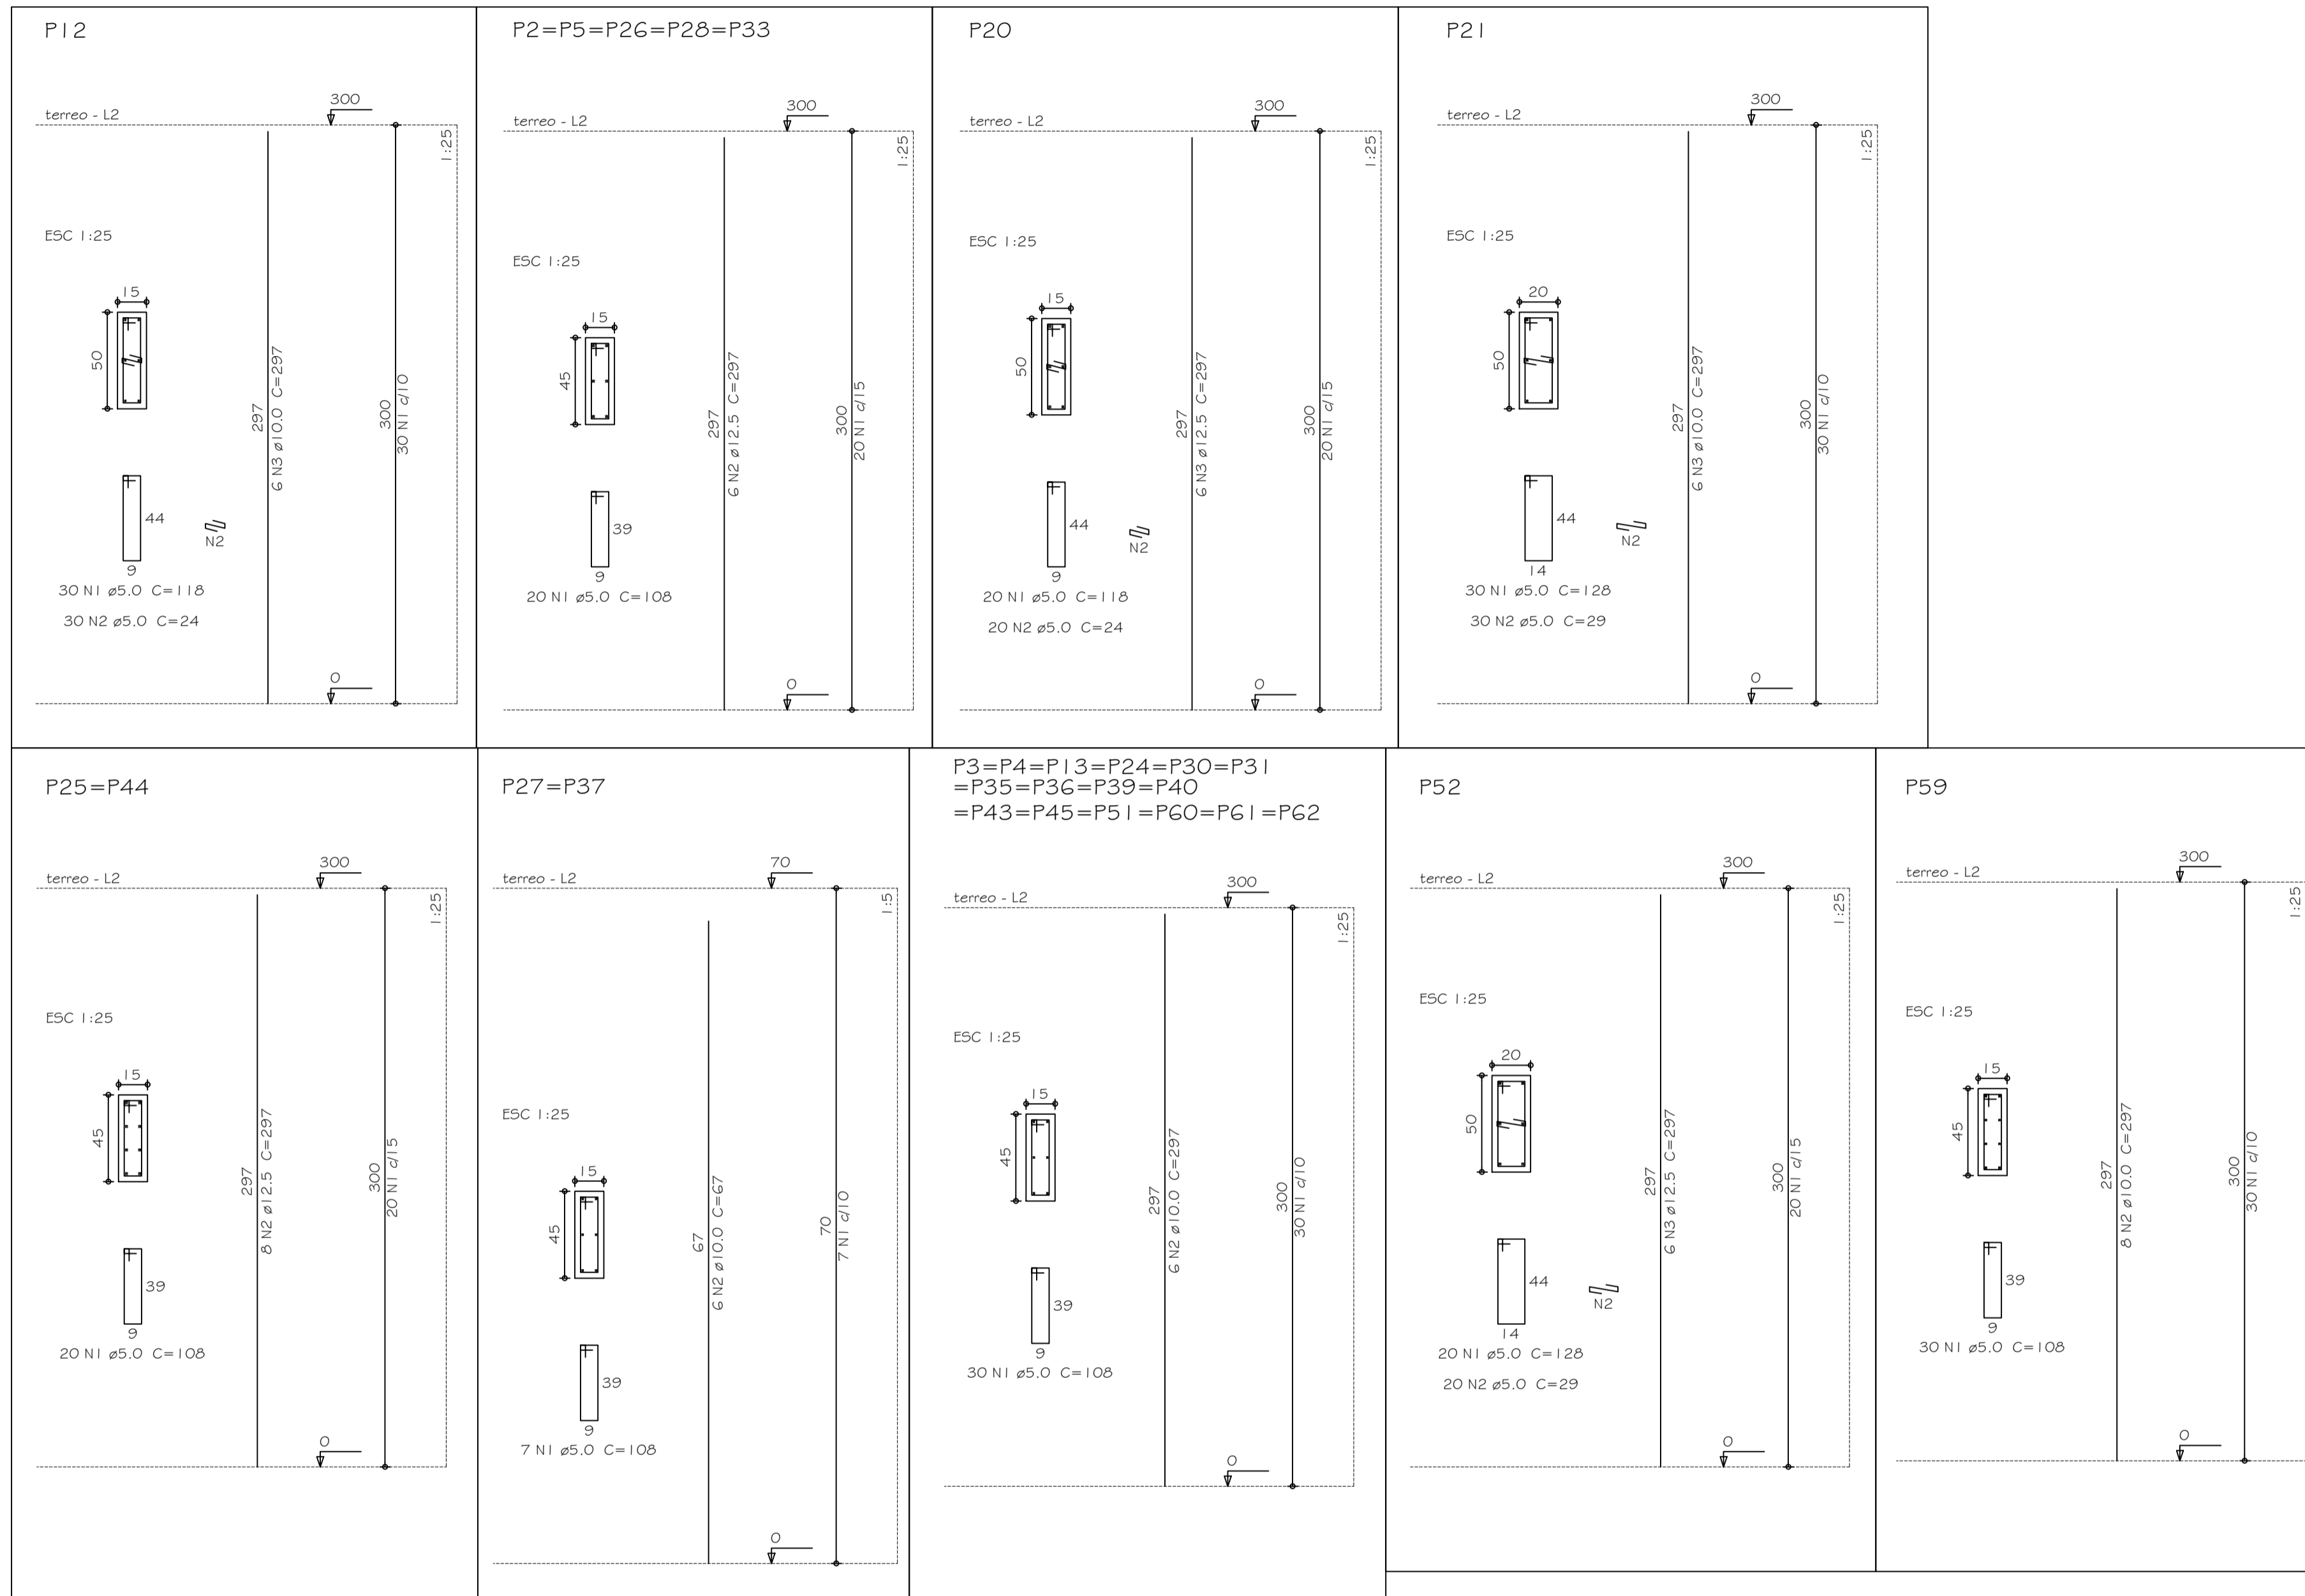 P12
terreo - L2
300
1:25
ESC 1:25
15
50
297
6 N3 ø10.0 C=297
300
30 N1 c/10
44
9
N2
30 N1 ø5.0 C=118
30 N2 ø5.0 C=24
0
P2=P5=P26=P28=P33
terreo - L2
300
1:25
ESC 1:25
15
45
297
6 N2 ø12.5 C=297
300
20 N1 c/15
39
9
20 N1 ø5.0 C=108
0
P20
terreo - L2
300
1:25
ESC 1:25
15
50
297
6 N3 ø12.5 C=297
300
20 N1 c/15
44
9
N2
20 N1 ø5.0 C=118
20 N2 ø5.0 C=24
0
P21
terreo - L2
300
1:25
ESC 1:25
20
50
297
6 N3 ø10.0 C=297
300
30 N1 c/10
44
14
N2
30 N1 ø5.0 C=128
30 N2 ø5.0 C=29
0
P25=P44
terreo - L2
300
1:25
ESC 1:25
15
45
297
8 N2 ø12.5 C=297
300
20 N1 c/15
39
9
20 N1 ø5.0 C=108
0
P27=P37
terreo - L2
70
1:5
ESC 1:25
15
45
67
6 N2 ø10.0 C=67
70
7 N1 c/10
39
9
7 N1 ø5.0 C=108
0
P3=P4=P13=P24=P30=P31
=P35=P36=P39=P40
=P43=P45=P51=P60=P61=P62
terreo - L2
300
1:25
ESC 1:25
15
45
297
6 N2 ø10.0 C=297
300
30 N1 c/10
39
9
30 N1 ø5.0 C=108
0
P52
terreo - L2
300
1:25
ESC 1:25
20
50
297
6 N3 ø12.5 C=297
300
20 N1 c/15
44
14
N2
20 N1 ø5.0 C=128
20 N2 ø5.0 C=29
0
P59
terreo - L2
300
1:25
ESC 1:25
15
45
297
8 N2 ø10.0 C=297
300
30 N1 c/10
39
9
30 N1 ø5.0 C=108
0